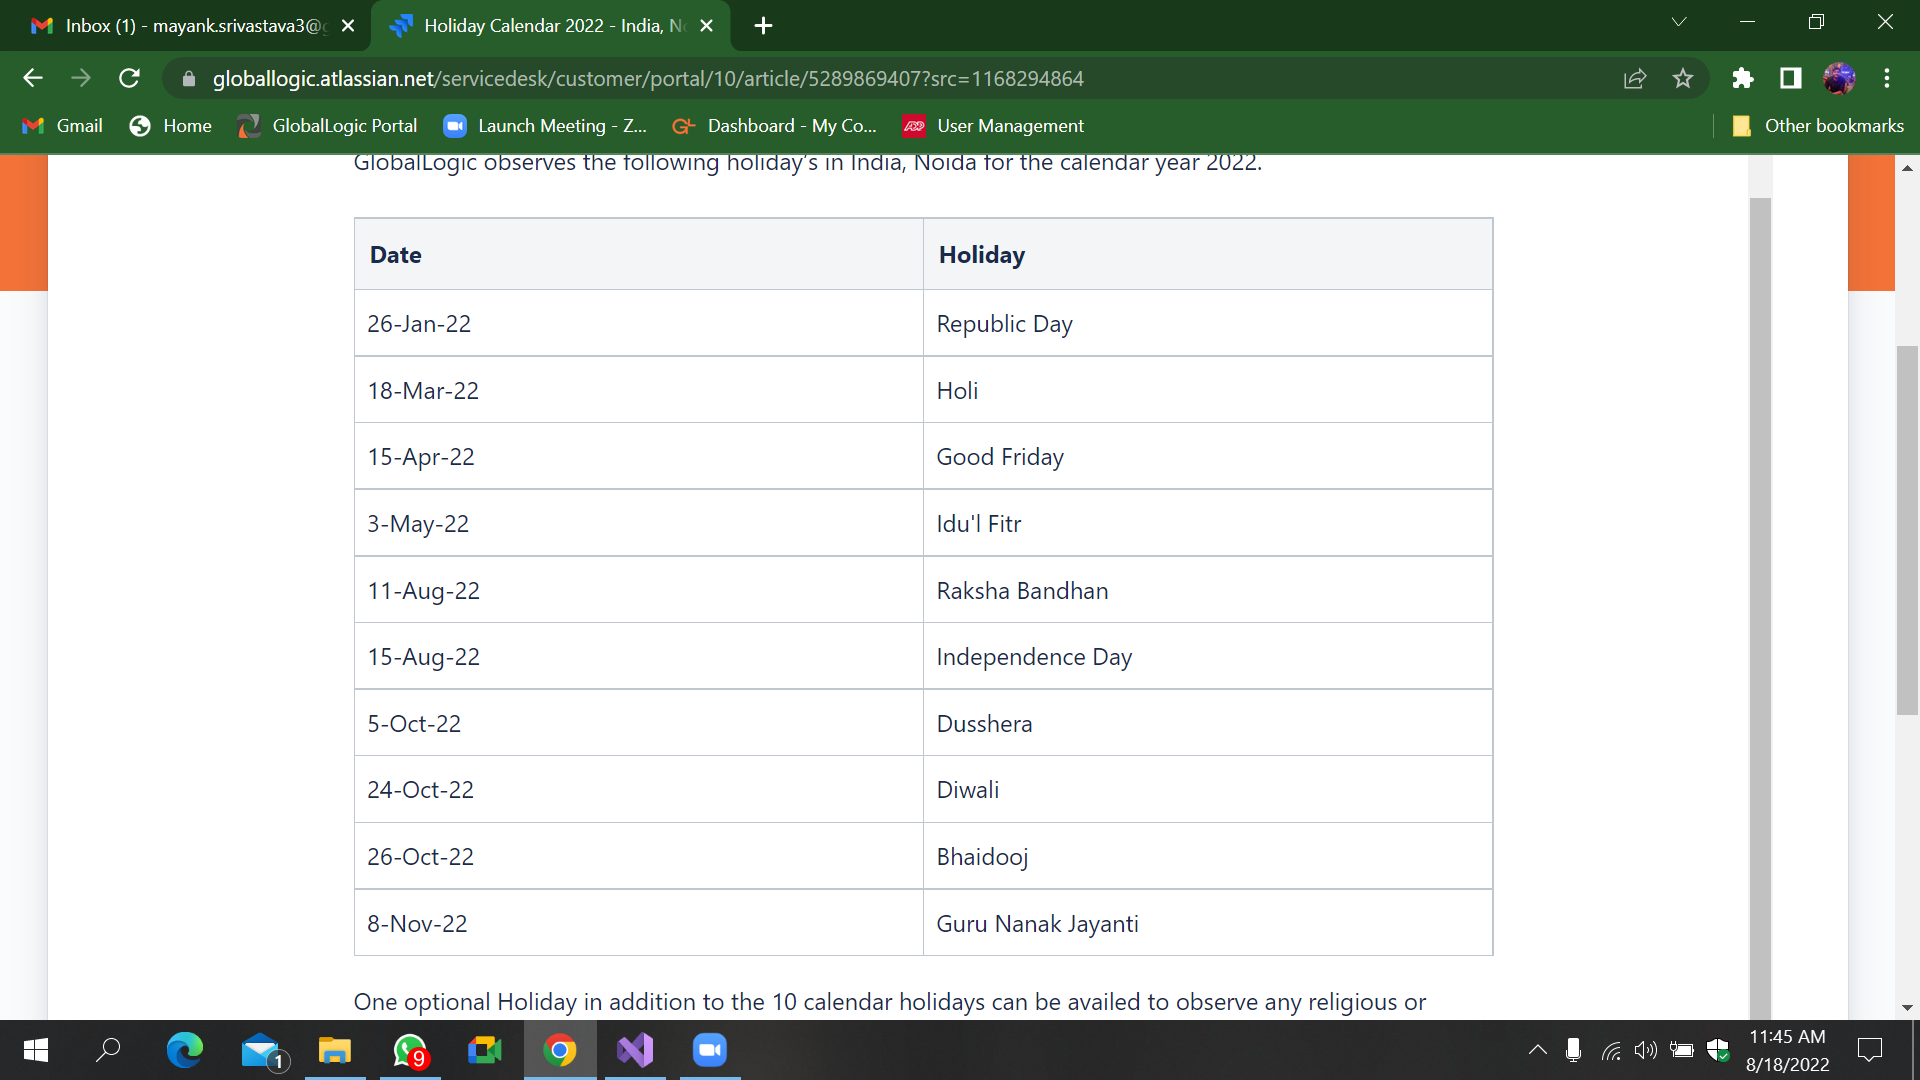 Inbox (1) - mayank.srivastava3@g
Holiday Calendar 2022 - India, No
globallogic.atlassian.net/servicedesk/customer/portal/10/article/5289869407?src=1168294864
Gmail Home GlobalLogic Portal Launch Meeting - Z... Dashboard - My Co... ADP User Management Other bookmarks
GlobalLogic observes the following holiday's in India, Noida for the calendar year 2022.
Date Holiday
26-Jan-22 Republic Day
18-Mar-22 Holi
15-Apr-22 Good Friday
3-May-22 Idu'l Fitr
11-Aug-22 Raksha Bandhan
15-Aug-22 Independence Day
5-Oct-22 Dusshera
24-Oct-22 Diwali
26-Oct-22 Bhaidooj
8-Nov-22 Guru Nanak Jayanti
One optional Holiday in addition to the 10 calendar holidays can be availed to observe any religious or
1
9
11:45 AM
8/18/2022